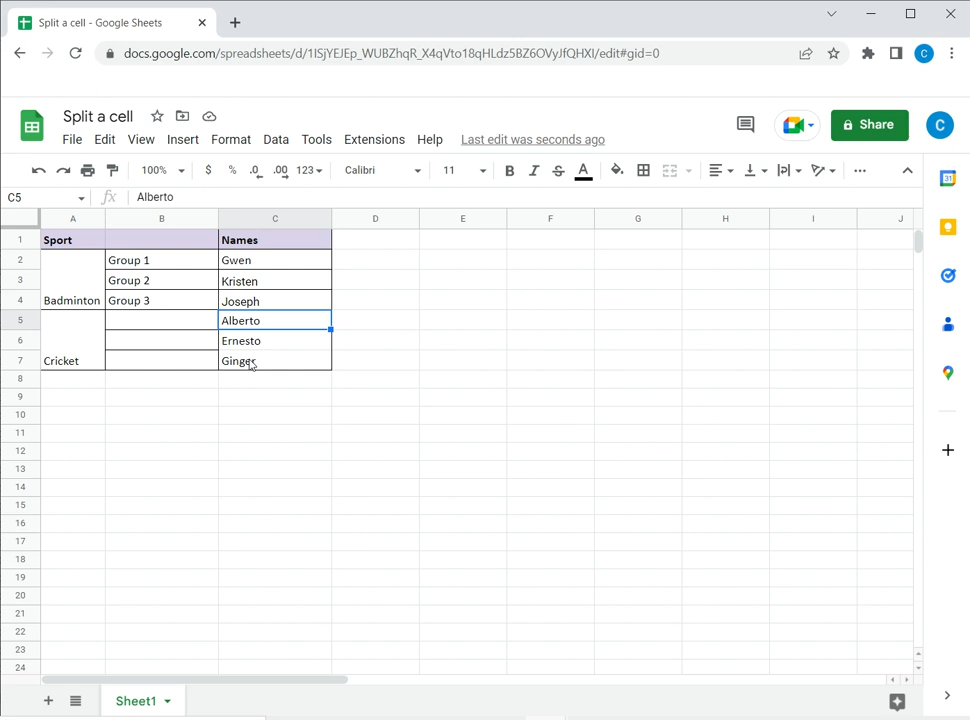 Split a cell - Google Sheets
docs.google.com/spreadsheets/d/1ISjYEJEp_WUBZhqR_X4qVto18qHLdz5BZ6OVyJfQHXI/edit#gid=0
C
Split a cell
File Edit View Insert Format Data Tools Extensions Help Last edit was seconds ago
Share
C
100% $ % .0 .00 123 Calibri 11 B I S A
C5 fx Alberto
A B C D E F G H I J
1 Sport Names
2 Group 1 Gwen
3 Group 2 Kristen
4 Badminton Group 3 Joseph
5 Alberto
6 Ernesto
7 Cricket Ginger
8
9
10
11
12
13
14
15
16
17
18
19
20
21
22
23
24
31
Sheet1